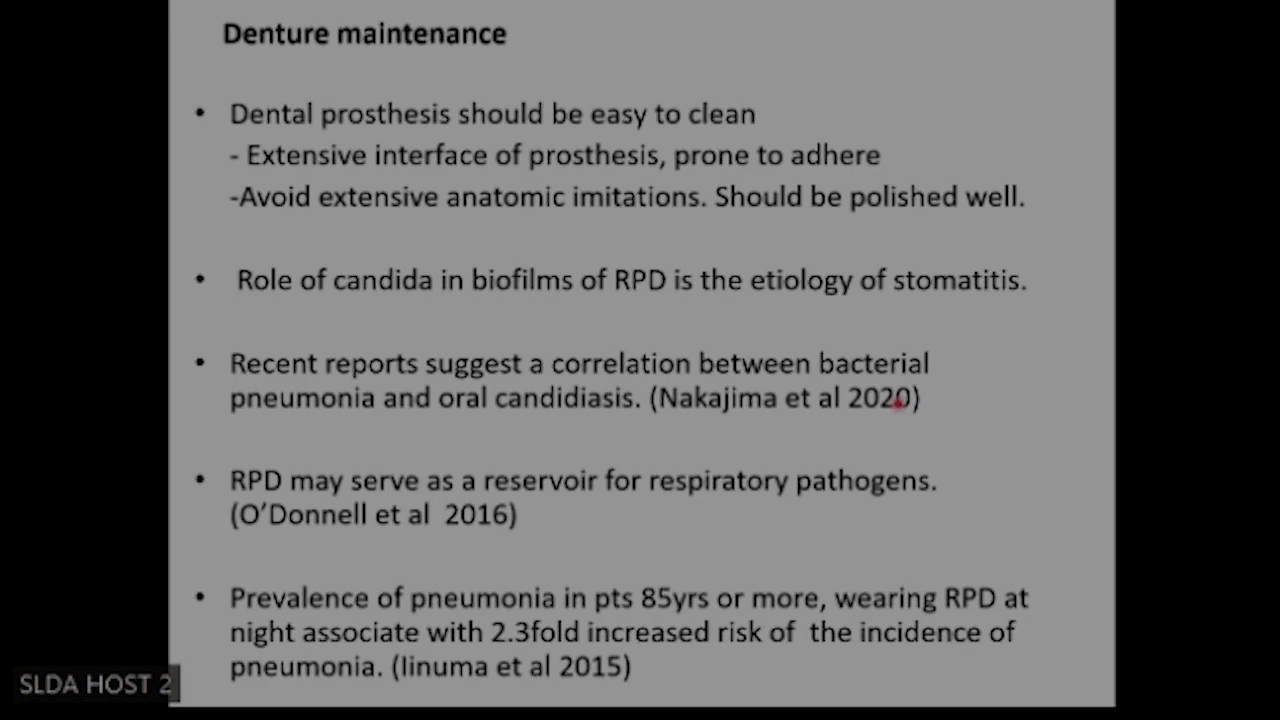 Denture maintenance
• Dental prosthesis should be easy to clean
- Extensive interface of prosthesis, prone to adhere
-Avoid extensive anatomic imitations. Should be polished well.
• Role of candida in biofilms of RPD is the etiology of stomatitis.
• Recent reports suggest a correlation between bacterial
pneumonia and oral candidiasis. (Nakajima et al 2020)
• RPD may serve as a reservoir for respiratory pathogens.
(O’Donnell et al 2016)
• Prevalence of pneumonia in pts 85yrs or more, wearing RPD at
night associate with 2.3fold increased risk of the incidence of
pneumonia. (Iinuma et al 2015)
SLDA HOST 2